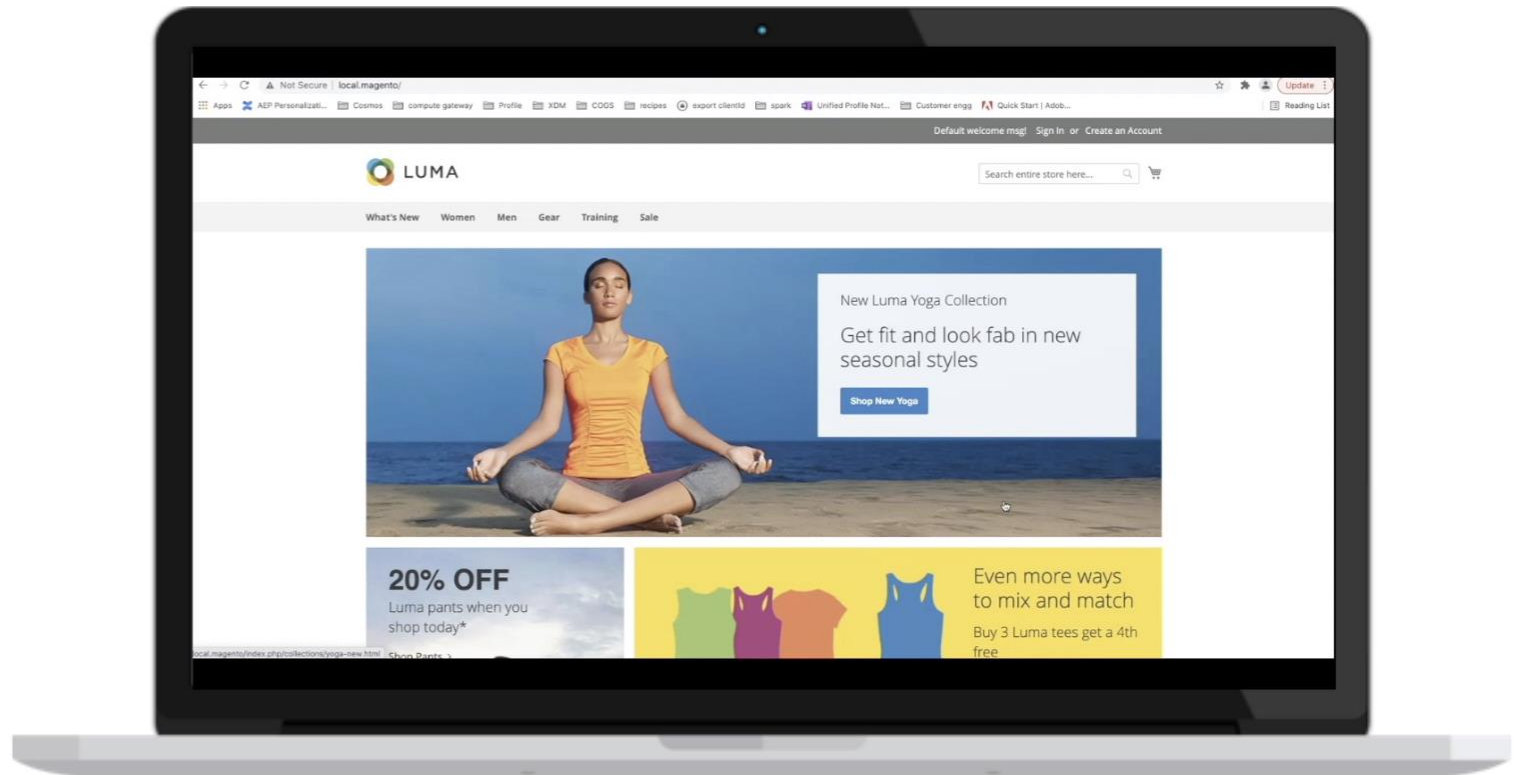 Not Secure local.magento/
Update
Apps AEP Personalizati... Cosmos compute gateway Profile XDM COGS recipes export clientId spark Unified Profile Not... Customer engg Quick Start | Adob... Reading List
Default welcome msg! Sign In or Create an Account
LUMA
Search entire store here...
What's New Women Men Gear Training Sale
New Luma Yoga Collection
Get fit and look fab in new
seasonal styles
Shop New Yoga
20% OFF
Luma pants when you
shop today*
Shop Pants >
Even more ways
to mix and match
Buy 3 Luma tees get a 4th
free
local.magento/index.php/collections/yoga-new.html